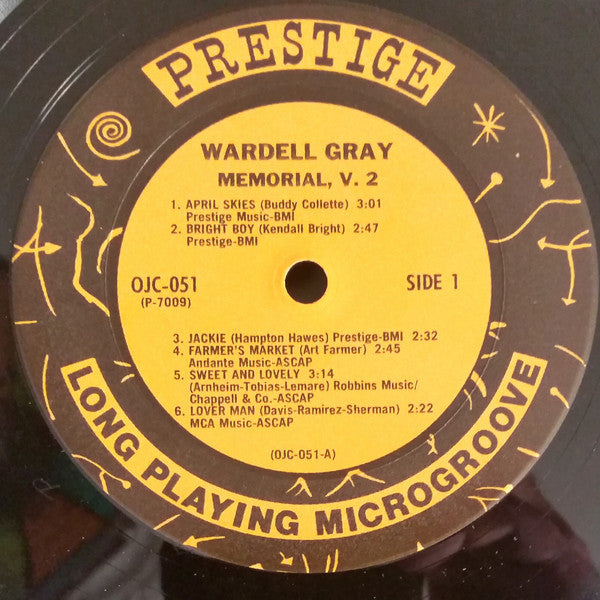 PRESTIGE
WARDELL GRAY
MEMORIAL, V. 2
1. APRIL SKIES (Buddy Collette) 3:01
Prestige Music-BMI
2. BRIGHT BOY (Kendall Bright) 2:47
Prestige-BMI
OJC-051
(P-7009)
SIDE 1
3. JACKIE (Hampton Hawes) Prestige-BMI 2:32
4. FARMER'S MARKET (Art Farmer) 2:45
Andante Music-ASCAP
5. SWEET AND LOVELY 3:14
(Arnheim-Tobias-Lemare) Robbins Music/
Chappell & Co.-ASCAP
6. LOVER MAN (Davis-Ramirez-Sherman) 2:22
MCA Music-ASCAP
(OJC-051-A)
LONG PLAYING MICROGROOVE